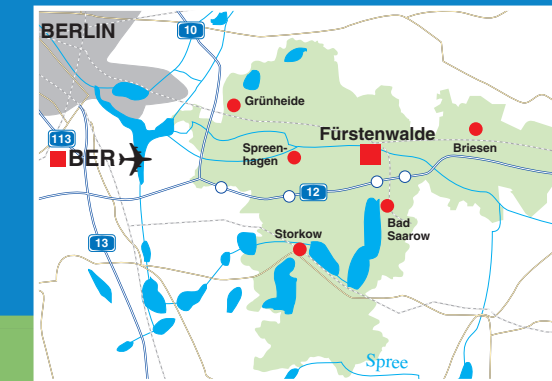 BERLIN
10
Grünheide
113
BER
Fürstenwalde
Spreen-
hagen
Briesen
12
Bad
Saarow
Storkow
13
Spree